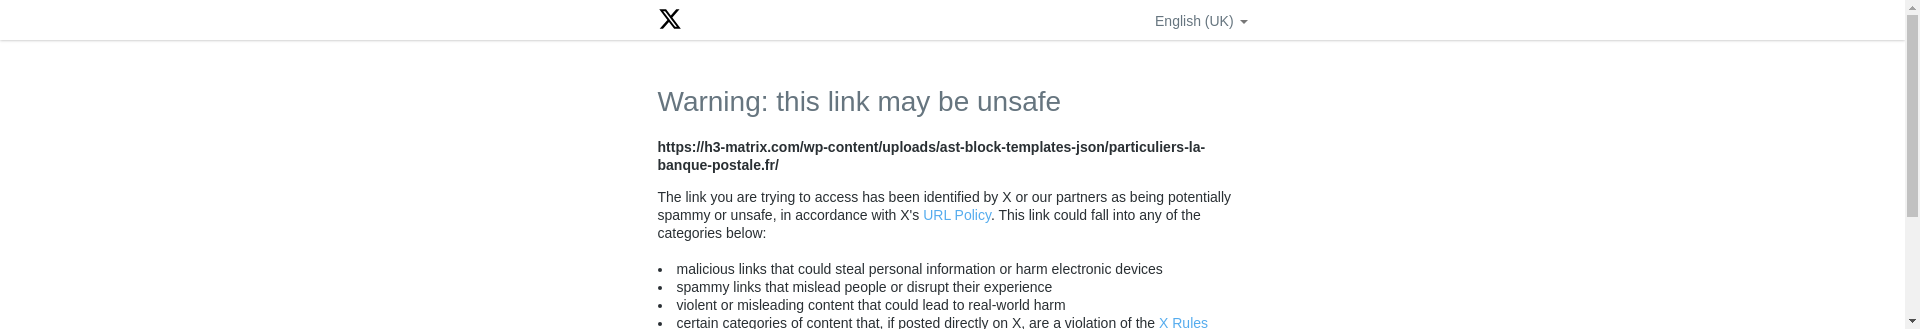 English (UK)
Warning: this link may be unsafe
https://h3-matrix.com/wp-content/uploads/ast-block-templates-json/particuliers-la-
banque-postale.fr/
The link you are trying to access has been identified by X or our partners as being potentially
spammy or unsafe, in accordance with X's URL Policy. This link could fall into any of the
categories below:
• malicious links that could steal personal information or harm electronic devices
• spammy links that mislead people or disrupt their experience
• violent or misleading content that could lead to real-world harm
• certain categories of content that, if posted directly on X, are a violation of the X Rules